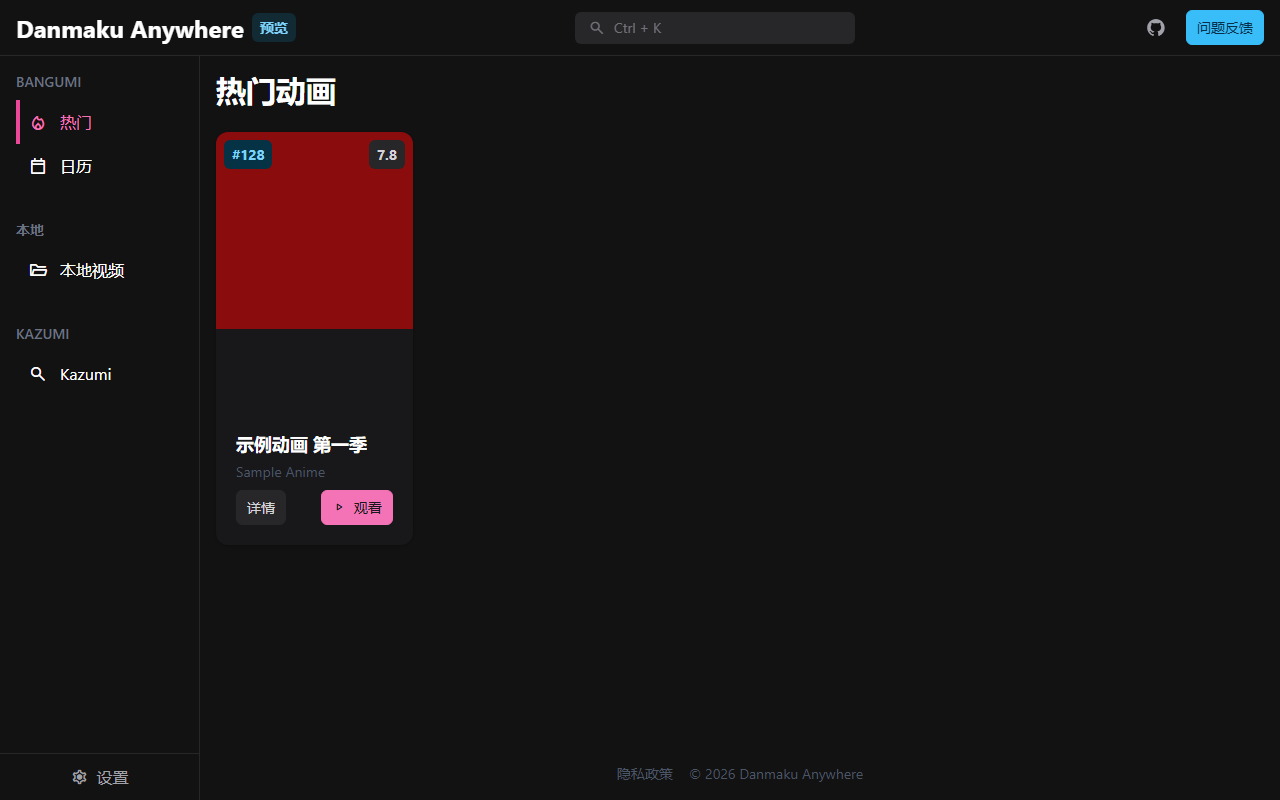 Danmaku Anywhere 预览
Ctrl + K
问题反馈
BANGUMI
热门
日历
本地
本地视频
KAZUMI
Kazumi
设置
热门动画
#128
7.8
示例动画 第一季
Sample Anime
详情
观看
隐私政策 © 2026 Danmaku Anywhere